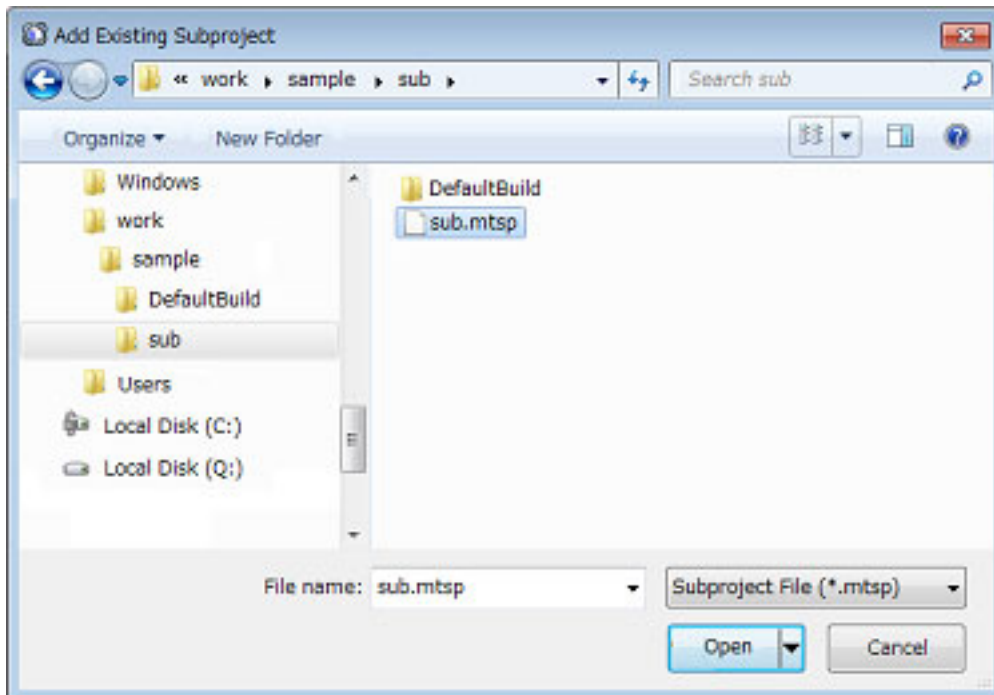 Add Existing Subproject
« work sample sub
Search sub
Organize New Folder
Windows
work
sample
DefaultBuild
sub
Users
Local Disk (C:)
Local Disk (Q:)
DefaultBuild
sub.mtsp
File name: sub.mtsp
Subproject File (*.mtsp)
Open Cancel